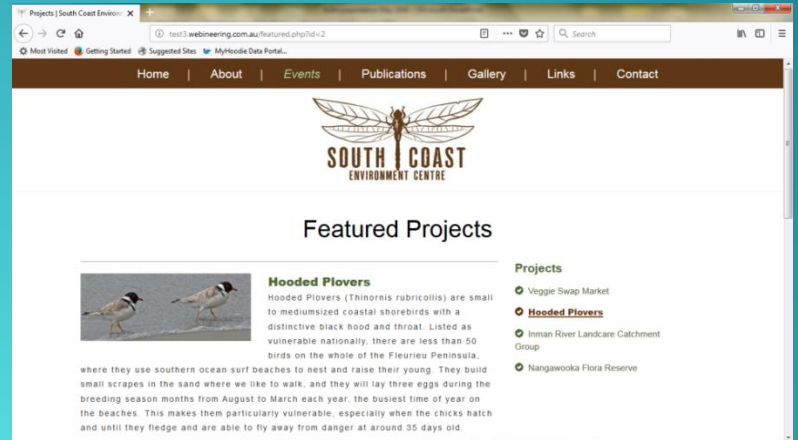 Projects | South Coast Environ
test3.webineering.com.au/featured.php?id=2
Search
Most Visited
Getting Started
Suggested Sites
MyHoodie Data Portal...
Home | About | Events | Publications | Gallery | Links | Contact
SOUTH COAST
ENVIRONMENT CENTRE
Featured Projects
Hooded Plovers
Hooded Plovers (Thinornis rubricollis) are small
to mediumsized coastal shorebirds with a
distinctive black hood and throat. Listed as
vulnerable nationally, there are less than 50
birds on the whole of the Fleurieu Peninsula,
where they use southern ocean surf beaches to nest and raise their young. They build
small scrapes in the sand where we like to walk, and they will lay three eggs during the
breeding season months from August to March each year, the busiest time of year on
the beaches. This makes them particularly vulnerable, especially when the chicks hatch
and until they fledge and are able to fly away from danger at around 35 days old.
Projects
Veggie Swap Market
Hooded Plovers
Inman River Landcare Catchment
Group
Nangawooka Flora Reserve